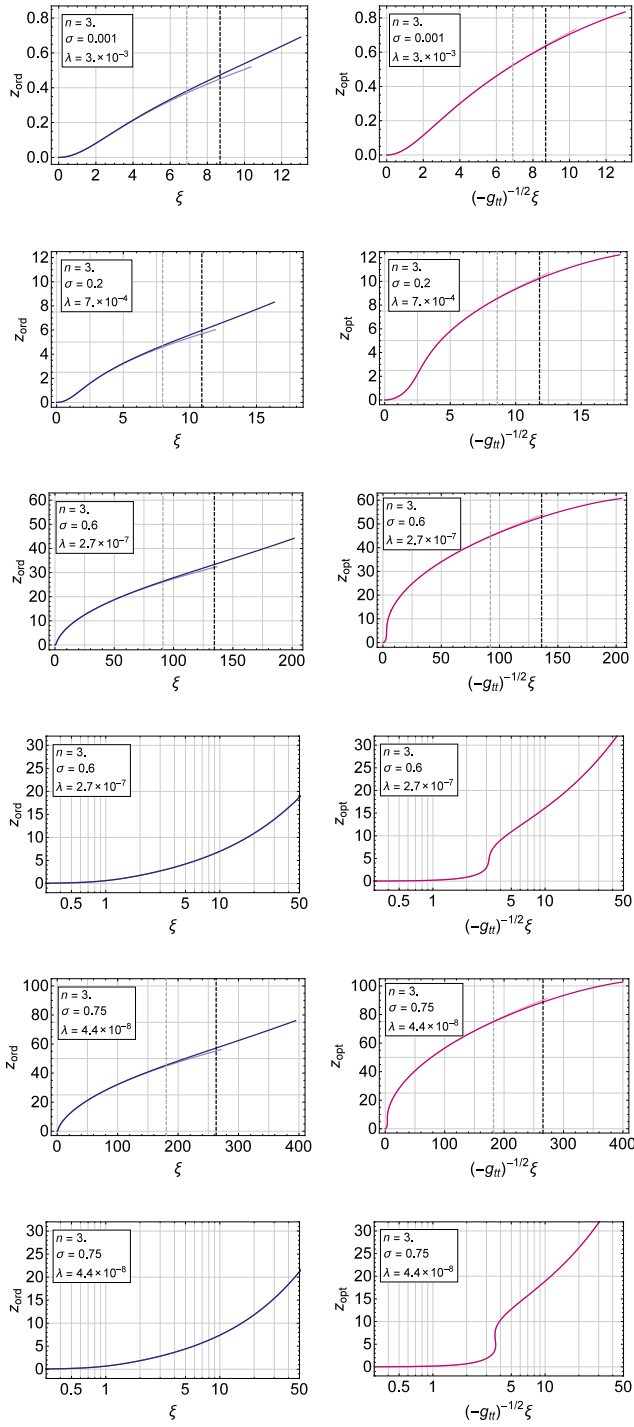 n = 3.
σ = 0.001
λ = 3.×10⁻³
z_ord
0.8
0.6
0.4
0.2
0.0
0 2 4 6 8 10 12
ξ
n = 3.
σ = 0.001
λ = 3.×10⁻³
z_opt
0.8
0.6
0.4
0.2
0.0
0 2 4 6 8 10 12
(−g_tt)^−1/2 ξ
n = 3.
σ = 0.2
λ = 7.×10⁻⁴
z_ord
12
10
8
6
4
2
0
0 5 10 15
ξ
n = 3.
σ = 0.2
λ = 7.×10⁻⁴
z_opt
12
10
8
6
4
2
0
0 5 10 15
(−g_tt)^−1/2 ξ
n = 3.
σ = 0.6
λ = 2.7×10⁻⁷
z_ord
60
50
40
30
20
10
0
0 50 100 150 200
ξ
n = 3.
σ = 0.6
λ = 2.7×10⁻⁷
z_opt
60
50
40
30
20
10
0
0 50 100 150 200
(−g_tt)^−1/2 ξ
n = 3.
σ = 0.6
λ = 2.7×10⁻⁷
z_ord
30
25
20
15
10
5
0
0.5 1 5 10 50
ξ
n = 3.
σ = 0.6
λ = 2.7×10⁻⁷
z_opt
30
25
20
15
10
5
0
0.5 1 5 10 50
(−g_tt)^−1/2 ξ
n = 3.
σ = 0.75
λ = 4.4×10⁻⁸
z_ord
100
80
60
40
20
0
0 100 200 300 400
ξ
n = 3.
σ = 0.75
λ = 4.4×10⁻⁸
z_opt
100
80
60
40
20
0
0 100 200 300 400
(−g_tt)^−1/2 ξ
n = 3.
σ = 0.75
λ = 4.4×10⁻⁸
z_ord
30
25
20
15
10
5
0
0.5 1 5 10 50
ξ
n = 3.
σ = 0.75
λ = 4.4×10⁻⁸
z_opt
30
25
20
15
10
5
0
0.5 1 5 10 50
(−g_tt)^−1/2 ξ